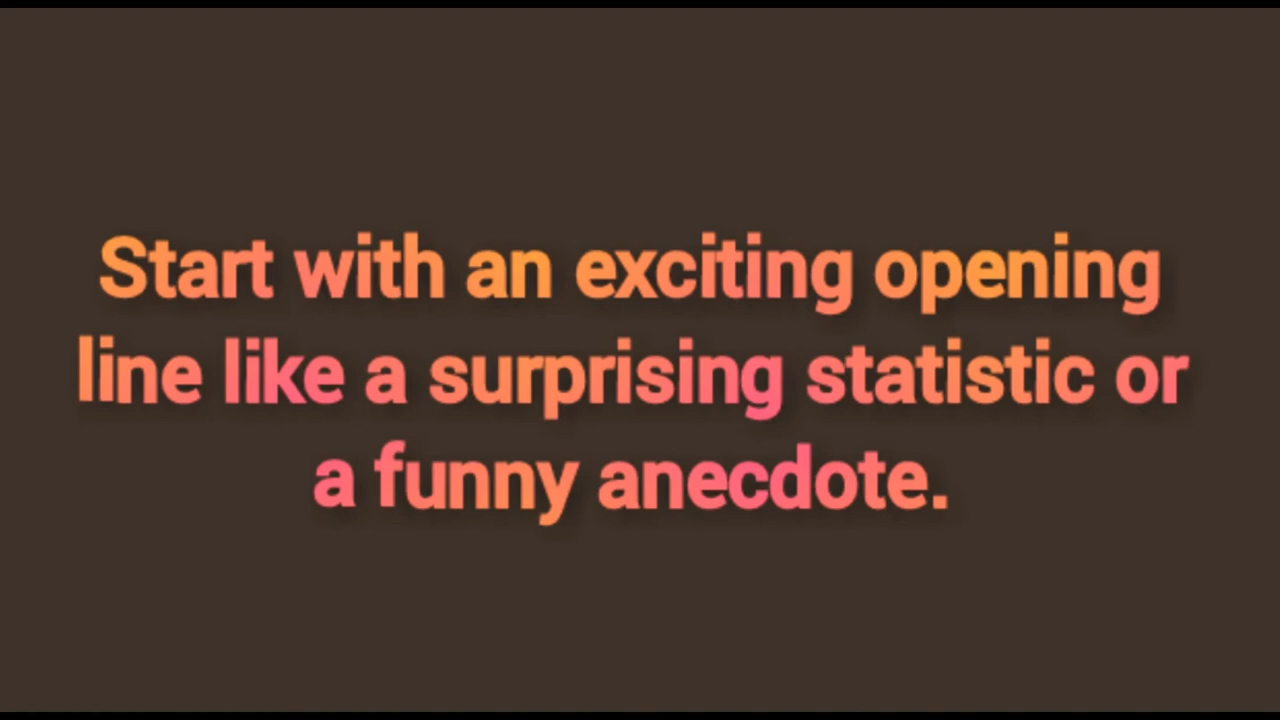 Start with an exciting opening
line like a surprising statistic or
a funny anecdote.